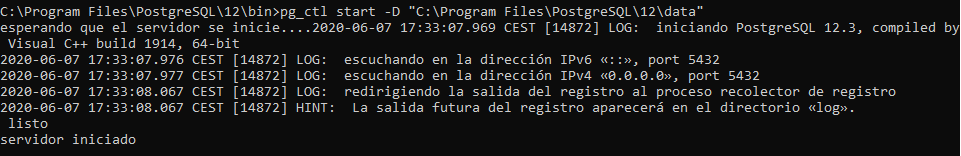 C:\Program Files\PostgreSQL\12\bin>pg_ctl start -D "C:\Program Files\PostgreSQL\12\data"
esperando que el servidor se inicie....2020-06-07 17:33:07.969 CEST [14872] LOG:  iniciando PostgreSQL 12.3, compiled by
 Visual C++ build 1914, 64-bit
2020-06-07 17:33:07.976 CEST [14872] LOG:  escuchando en la dirección IPv6 «::», port 5432
2020-06-07 17:33:07.977 CEST [14872] LOG:  escuchando en la dirección IPv4 «0.0.0.0», port 5432
2020-06-07 17:33:08.067 CEST [14872] LOG:  redirigiendo la salida del registro al proceso recolector de registro
2020-06-07 17:33:08.067 CEST [14872] HINT:  La salida futura del registro aparecerá en el directorio «log».
 listo
servidor iniciado